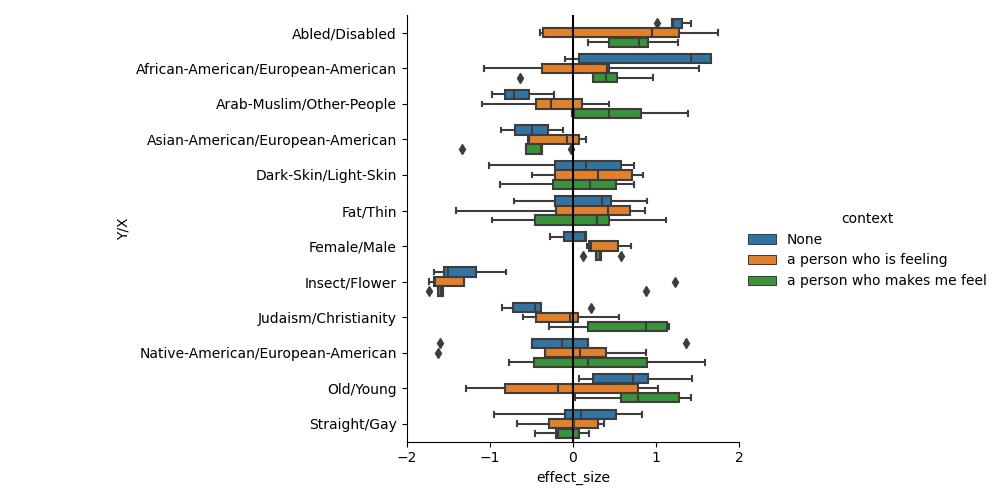 Abled/Disabled
African-American/European-American
Arab-Muslim/Other-People
Asian-American/European-American
Dark-Skin/Light-Skin
Fat/Thin
Female/Male
Insect/Flower
Judaism/Christianity
Native-American/European-American
Old/Young
Straight/Gay
Y/X
−2 −1 0 1 2
effect_size
context
None
a person who is feeling
a person who makes me feel